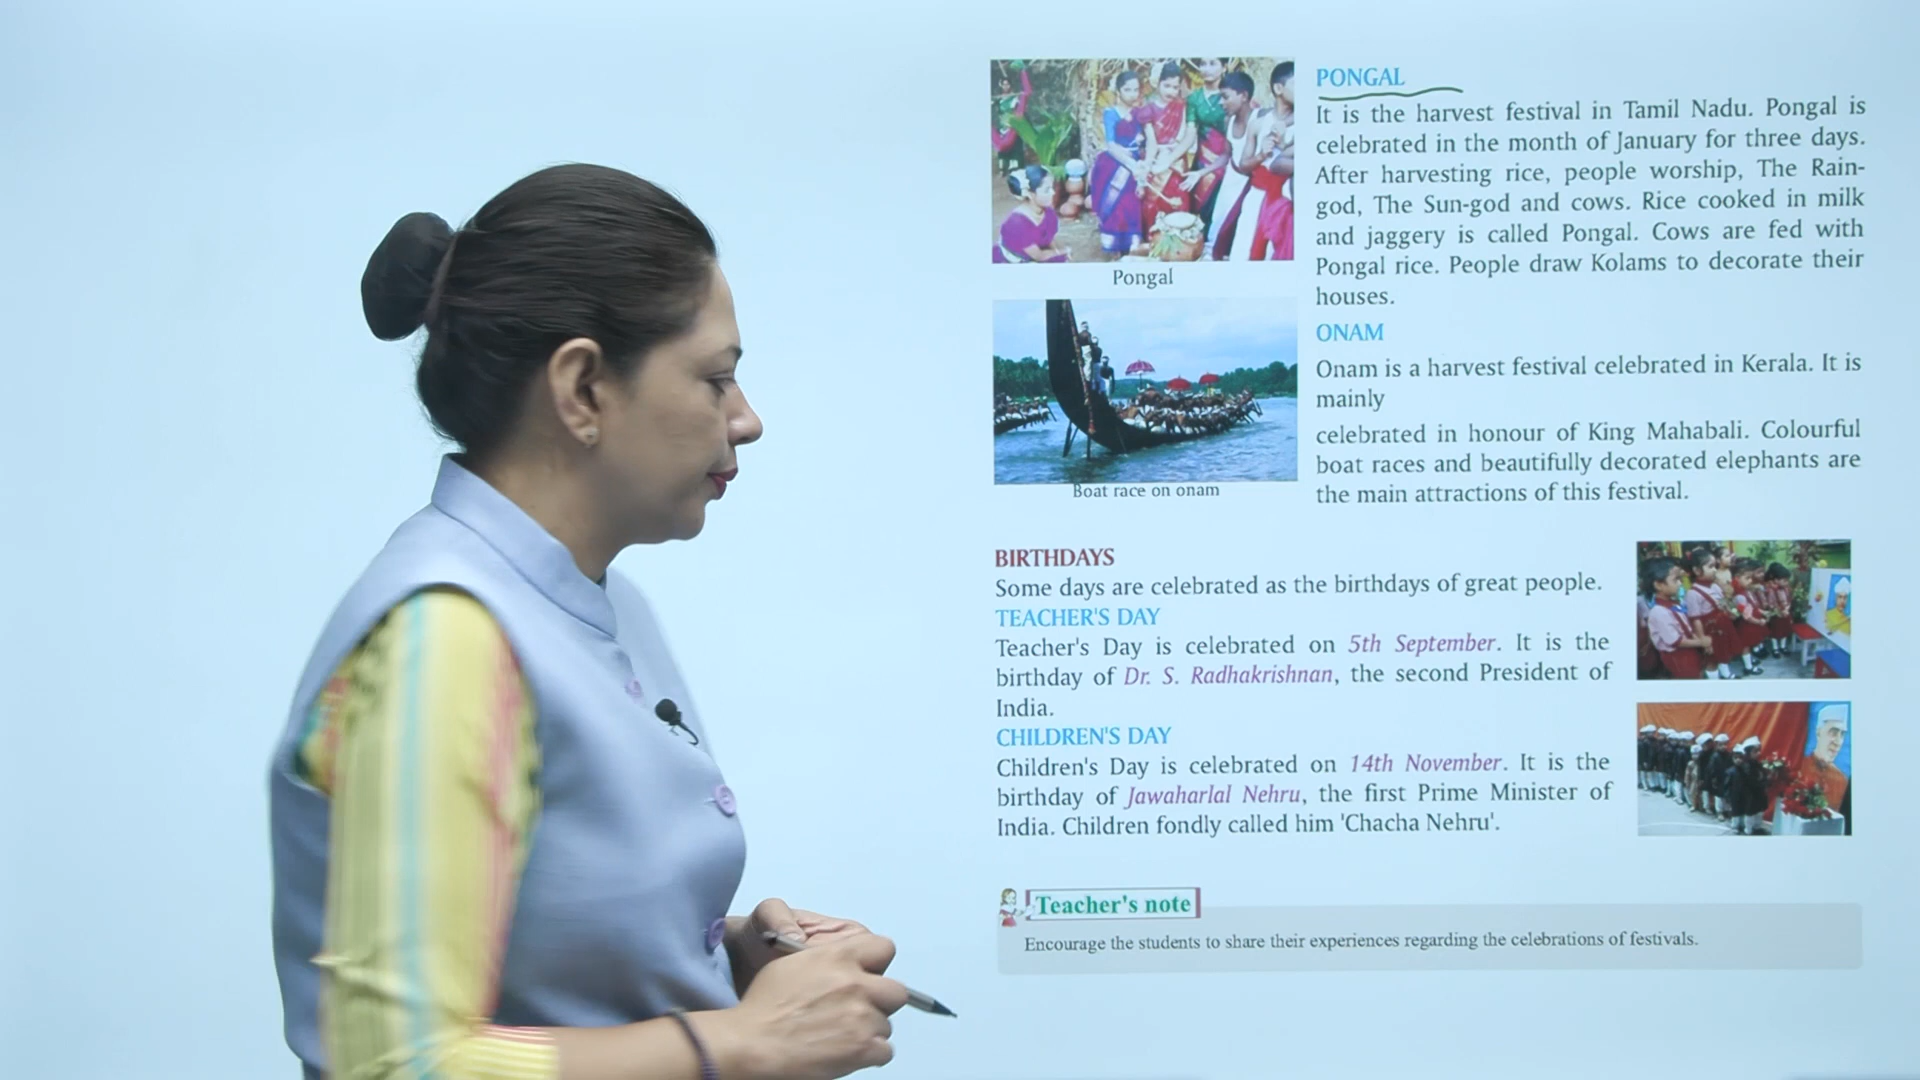 PONGAL
It is the harvest festival in Tamil Nadu. Pongal is
celebrated in the month of January for three days.
After harvesting rice, people worship, The Rain-
god, The Sun-god and cows. Rice cooked in milk
and jaggery is called Pongal. Cows are fed with
Pongal rice. People draw Kolams to decorate their
houses.
Pongal
ONAM
Onam is a harvest festival celebrated in Kerala. It is
mainly
celebrated in honour of King Mahabali. Colourful
boat races and beautifully decorated elephants are
the main attractions of this festival.
Boat race on onam
BIRTHDAYS
Some days are celebrated as the birthdays of great people.
TEACHER'S DAY
Teacher's Day is celebrated on 5th September. It is the
birthday of Dr. S. Radhakrishnan, the second President of
India.
CHILDREN'S DAY
Children's Day is celebrated on 14th November. It is the
birthday of Jawaharlal Nehru, the first Prime Minister of
India. Children fondly called him 'Chacha Nehru'.
Teacher's note
Encourage the students to share their experiences regarding the celebrations of festivals.